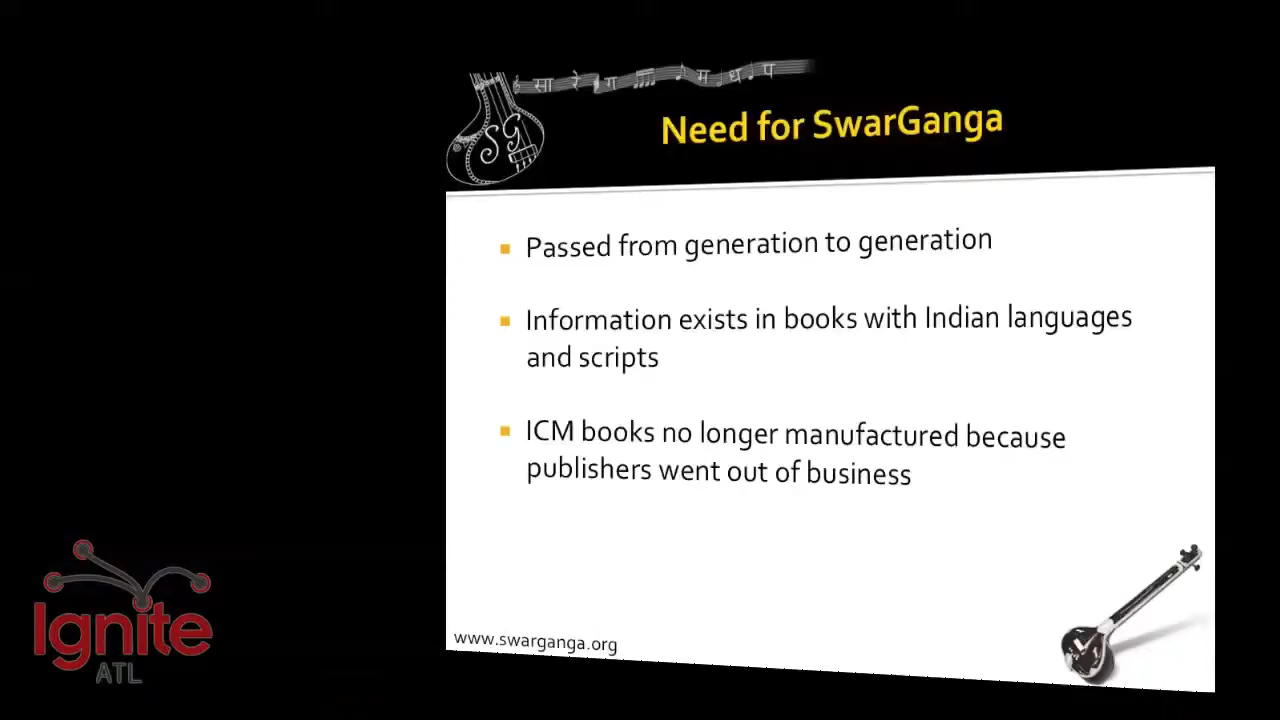 सा रे ग म ध प
SG
Need for SwarGanga
Passed from generation to generation
Information exists in books with Indian languages
and scripts
ICM books no longer manufactured because
publishers went out of business
www.swarganga.org
Ignite
ATL